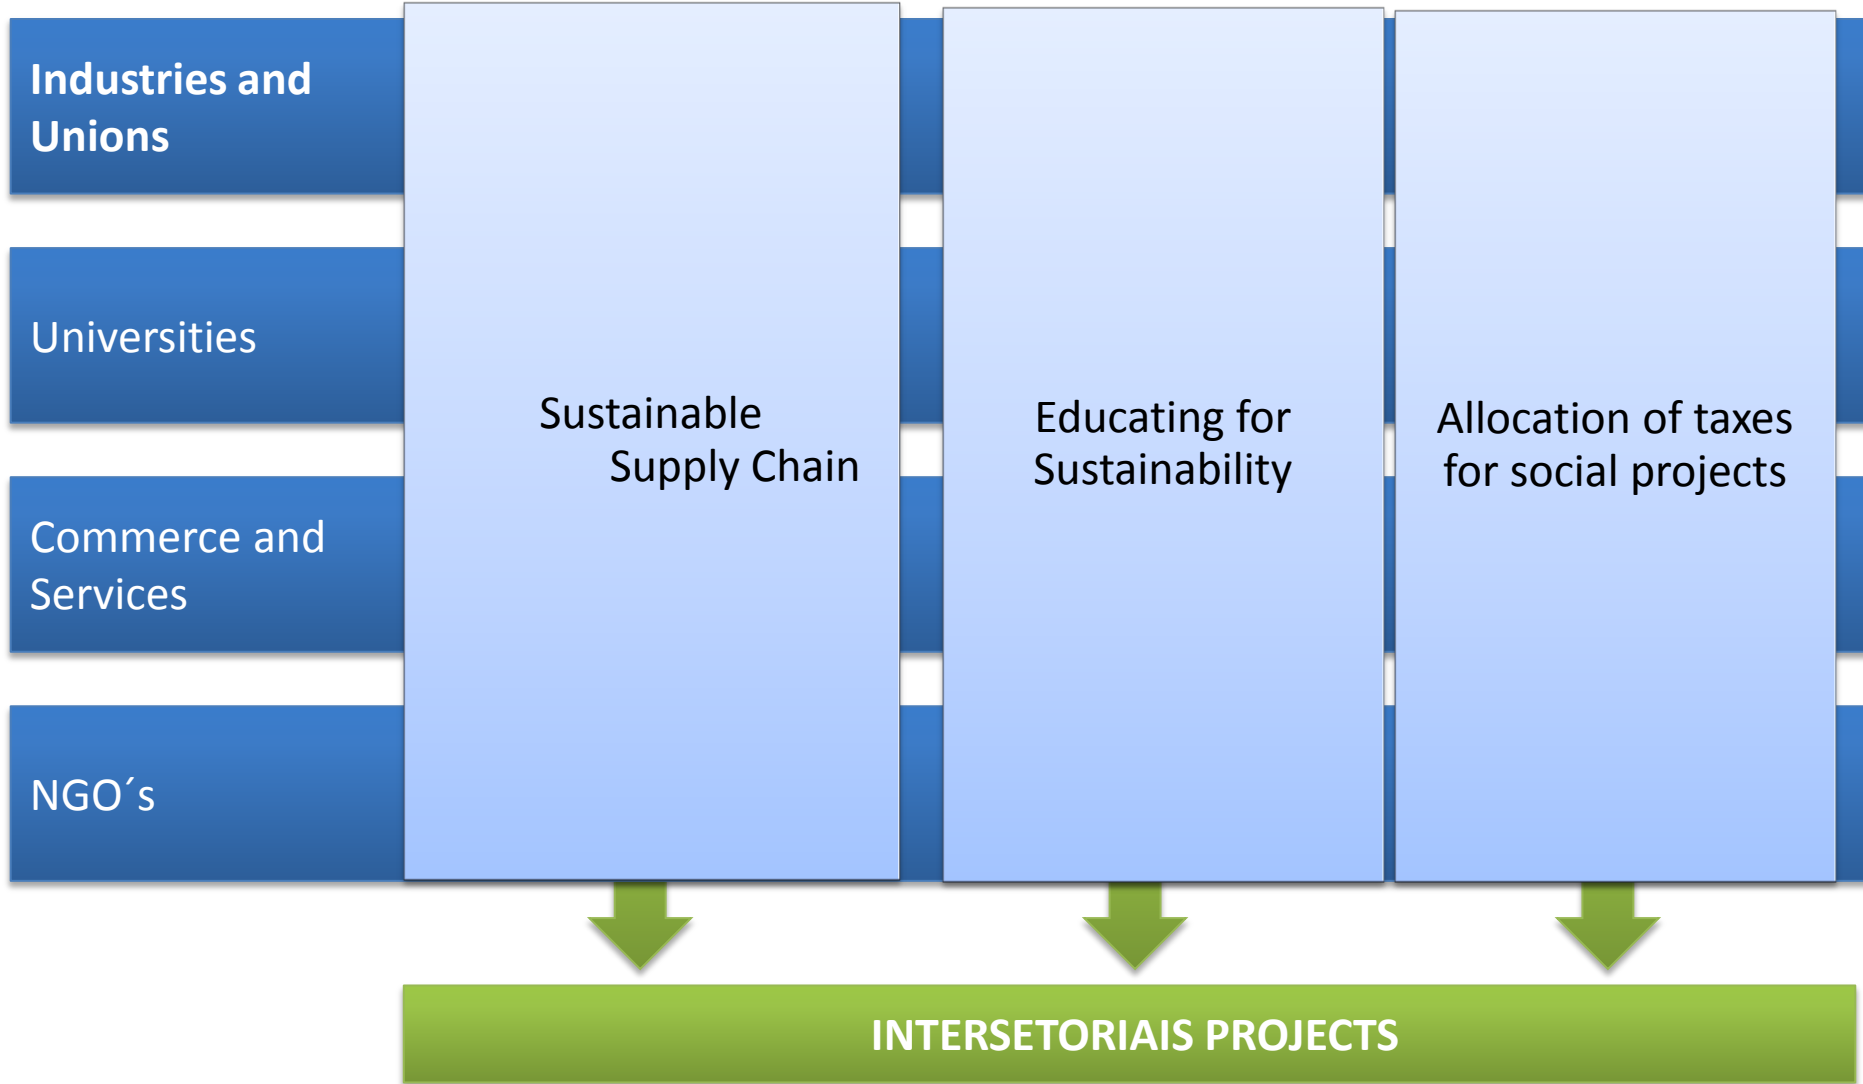 Industries and
Unions
Universities
Commerce and
Services
NGO´s
Sustainable
Supply Chain
Educating for
Sustainability
Allocation of taxes
for social projects
INTERSETORIAIS PROJECTS